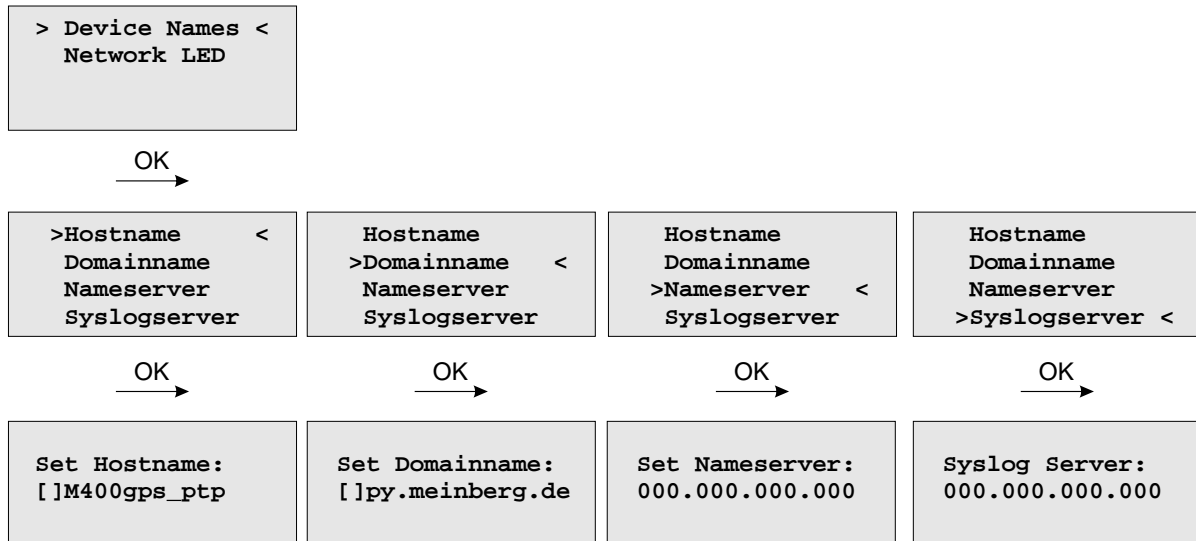 > Device Names <
Network LED
OK
>Hostname <
Domainname
Nameserver
Syslogserver
Hostname
>Domainname <
Nameserver
Syslogserver
Hostname
Domainname
>Nameserver <
Syslogserver
Hostname
Domainname
Nameserver
>Syslogserver <
OK
OK
OK
OK
Set Hostname:
[]M400gps_ptp
Set Domainname:
[]py.meinberg.de
Set Nameserver:
000.000.000.000
Syslog Server:
000.000.000.000